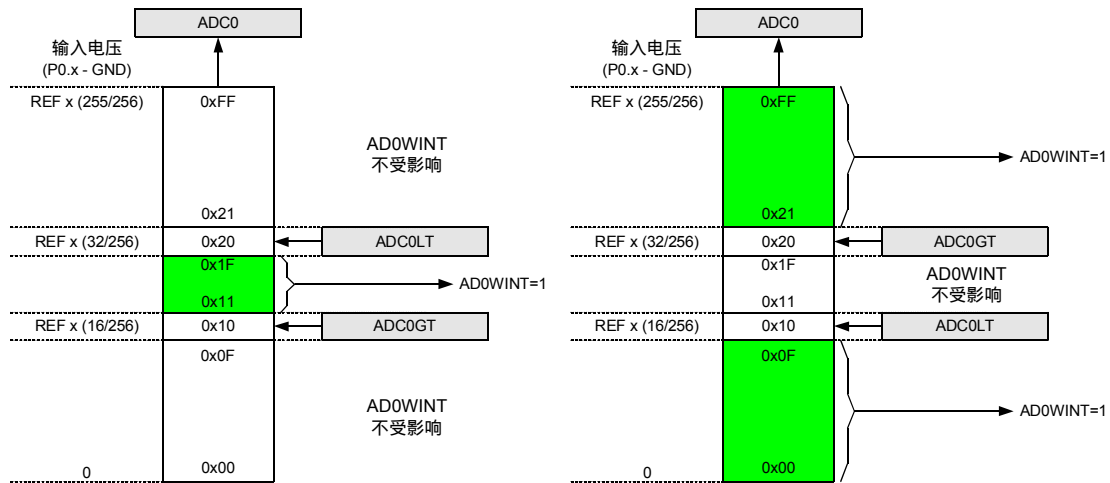 ADC0
输入电压
(P0.x - GND)
REF x (255/256)
0xFF
AD0WINT
不受影响
0x21
REF x (32/256)
0x20
ADC0LT
0x1F
AD0WINT=1
0x11
REF x (16/256)
0x10
ADC0GT
0x0F
AD0WINT
不受影响
0x00
0
ADC0
输入电压
(P0.x - GND)
REF x (255/256)
0xFF
AD0WINT=1
0x21
REF x (32/256)
0x20
ADC0GT
0x1F
AD0WINT
不受影响
0x11
REF x (16/256)
0x10
ADC0LT
0x0F
AD0WINT=1
0x00
0